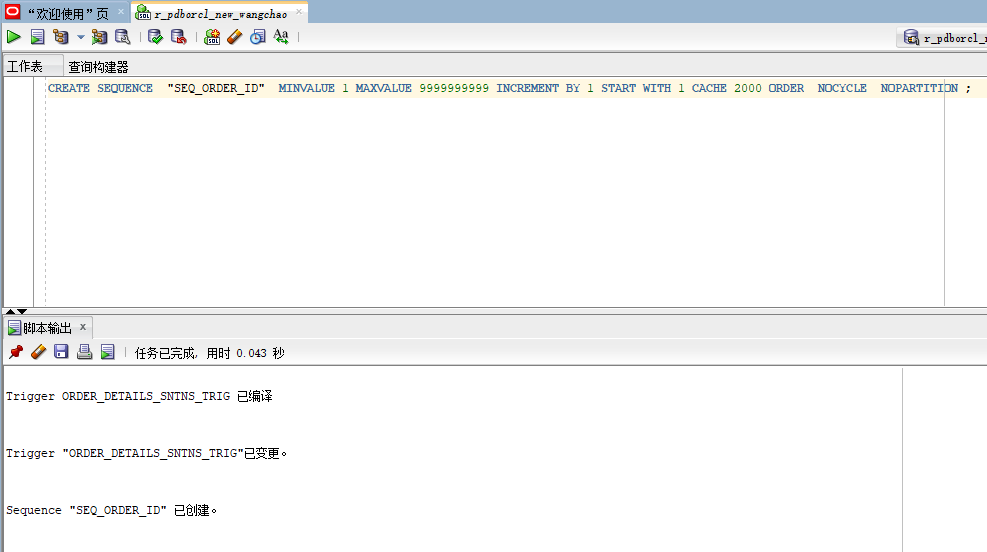 “欢迎使用”页
r_pdborcl_new_wangchao
SQL
SQL
Aa
r_pdborcl_
工作表
查询构建器
CREATE SEQUENCE  "SEQ_ORDER_ID"  MINVALUE 1 MAXVALUE 9999999999 INCREMENT BY 1 START WITH 1 CACHE 2000 ORDER  NOCYCLE  NOPARTITION ;
脚本输出
任务已完成, 用时 0.043 秒
Trigger ORDER_DETAILS_SNTNS_TRIG 已编译
Trigger "ORDER_DETAILS_SNTNS_TRIG"已变更。
Sequence "SEQ_ORDER_ID" 已创建。